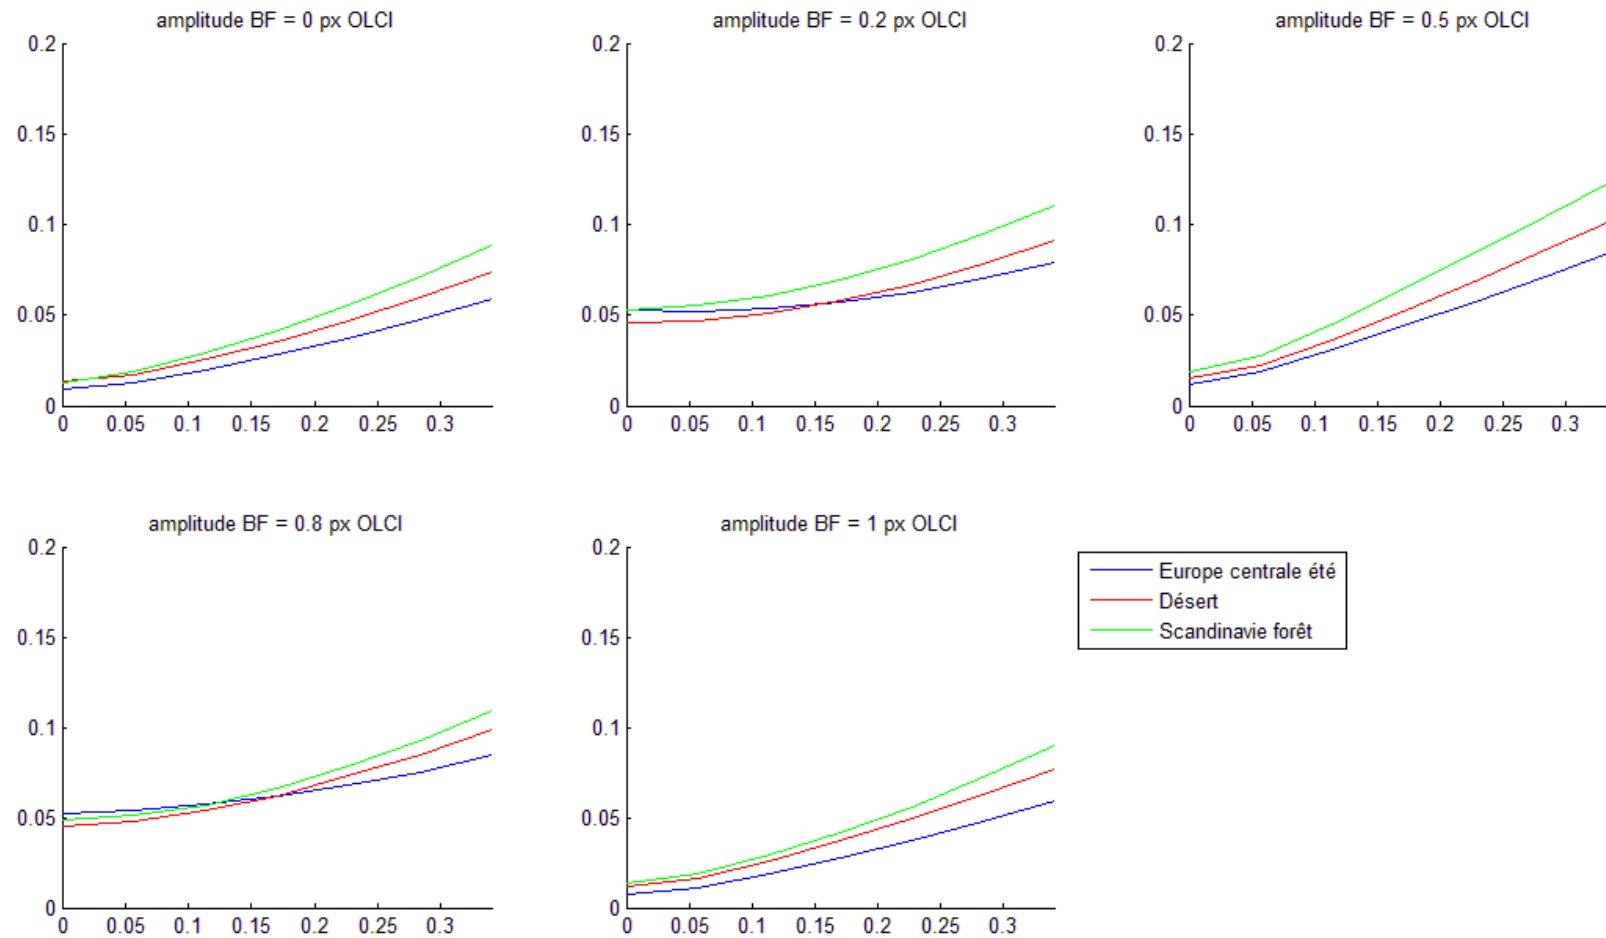 amplitude BF = 0 px OLCI
0.2
0.15
0.1
0.05
0
0 0.05 0.1 0.15 0.2 0.25 0.3
amplitude BF = 0.2 px OLCI
0.2
0.15
0.1
0.05
0
0 0.05 0.1 0.15 0.2 0.25 0.3
amplitude BF = 0.5 px OLCI
0.2
0.15
0.1
0.05
0
0 0.05 0.1 0.15 0.2 0.25 0.3
amplitude BF = 0.8 px OLCI
0.2
0.15
0.1
0.05
0
0 0.05 0.1 0.15 0.2 0.25 0.3
amplitude BF = 1 px OLCI
0.2
0.15
0.1
0.05
0
0 0.05 0.1 0.15 0.2 0.25 0.3
Europe centrale été
Désert
Scandinavie forêt